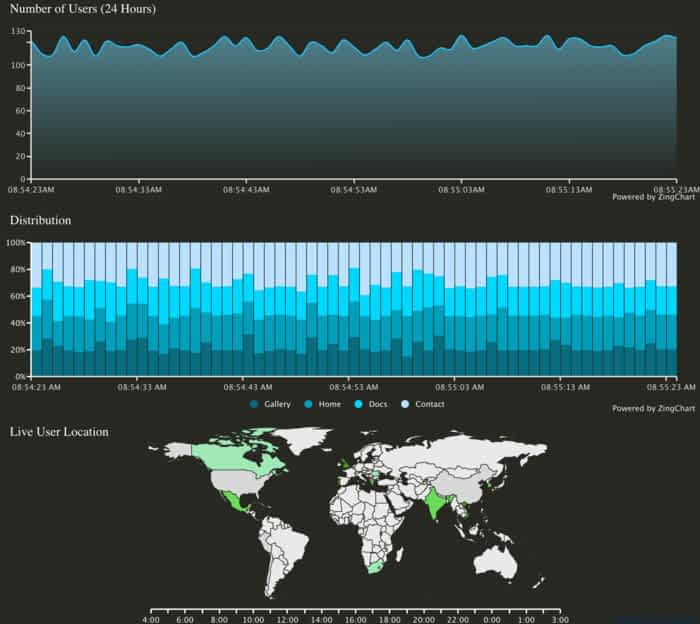 Number of Users (24 Hours)
130
100
80
60
40
20
0
08:54:23AM 08:54:33AM 08:54:43AM 08:54:53AM 08:55:03AM 08:55:13AM 08:55:23AM
Powered by ZingChart
Distribution
100%
80%
60%
40%
20%
0%
08:54:23 AM 08:54:33 AM 08:54:43 AM 08:54:53 AM 08:55:03 AM 08:55:13 AM 08:55:23 AM
Gallery Home Docs Contact
Powered by ZingChart
Live User Location
4:00 6:00 8:00 10:00 12:00 14:00 16:00 18:00 20:00 22:00 0:00 1:00 3:00